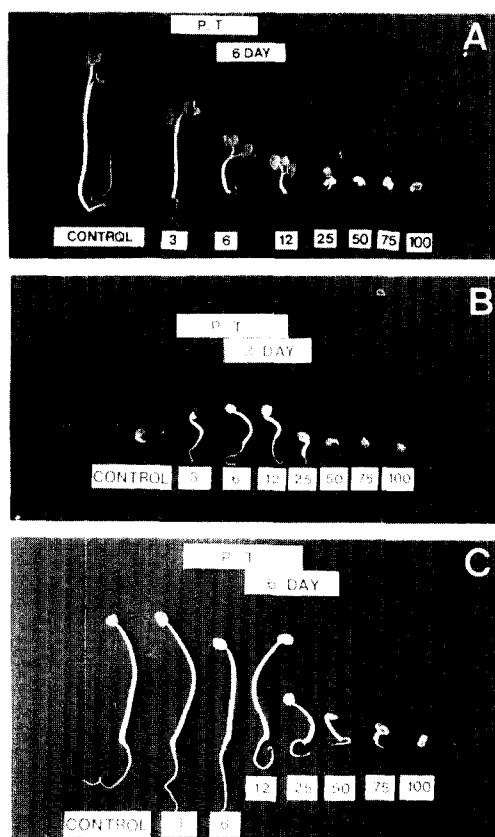 A
P. T
6 DAY
CONTROL 3 6 12 25 50 75 100
B
P. T
DAY
CONTROL 3 6 12 25 50 75 100
C
P. T
6 DAY
12 25 50 75 100
CONTROL 3 6